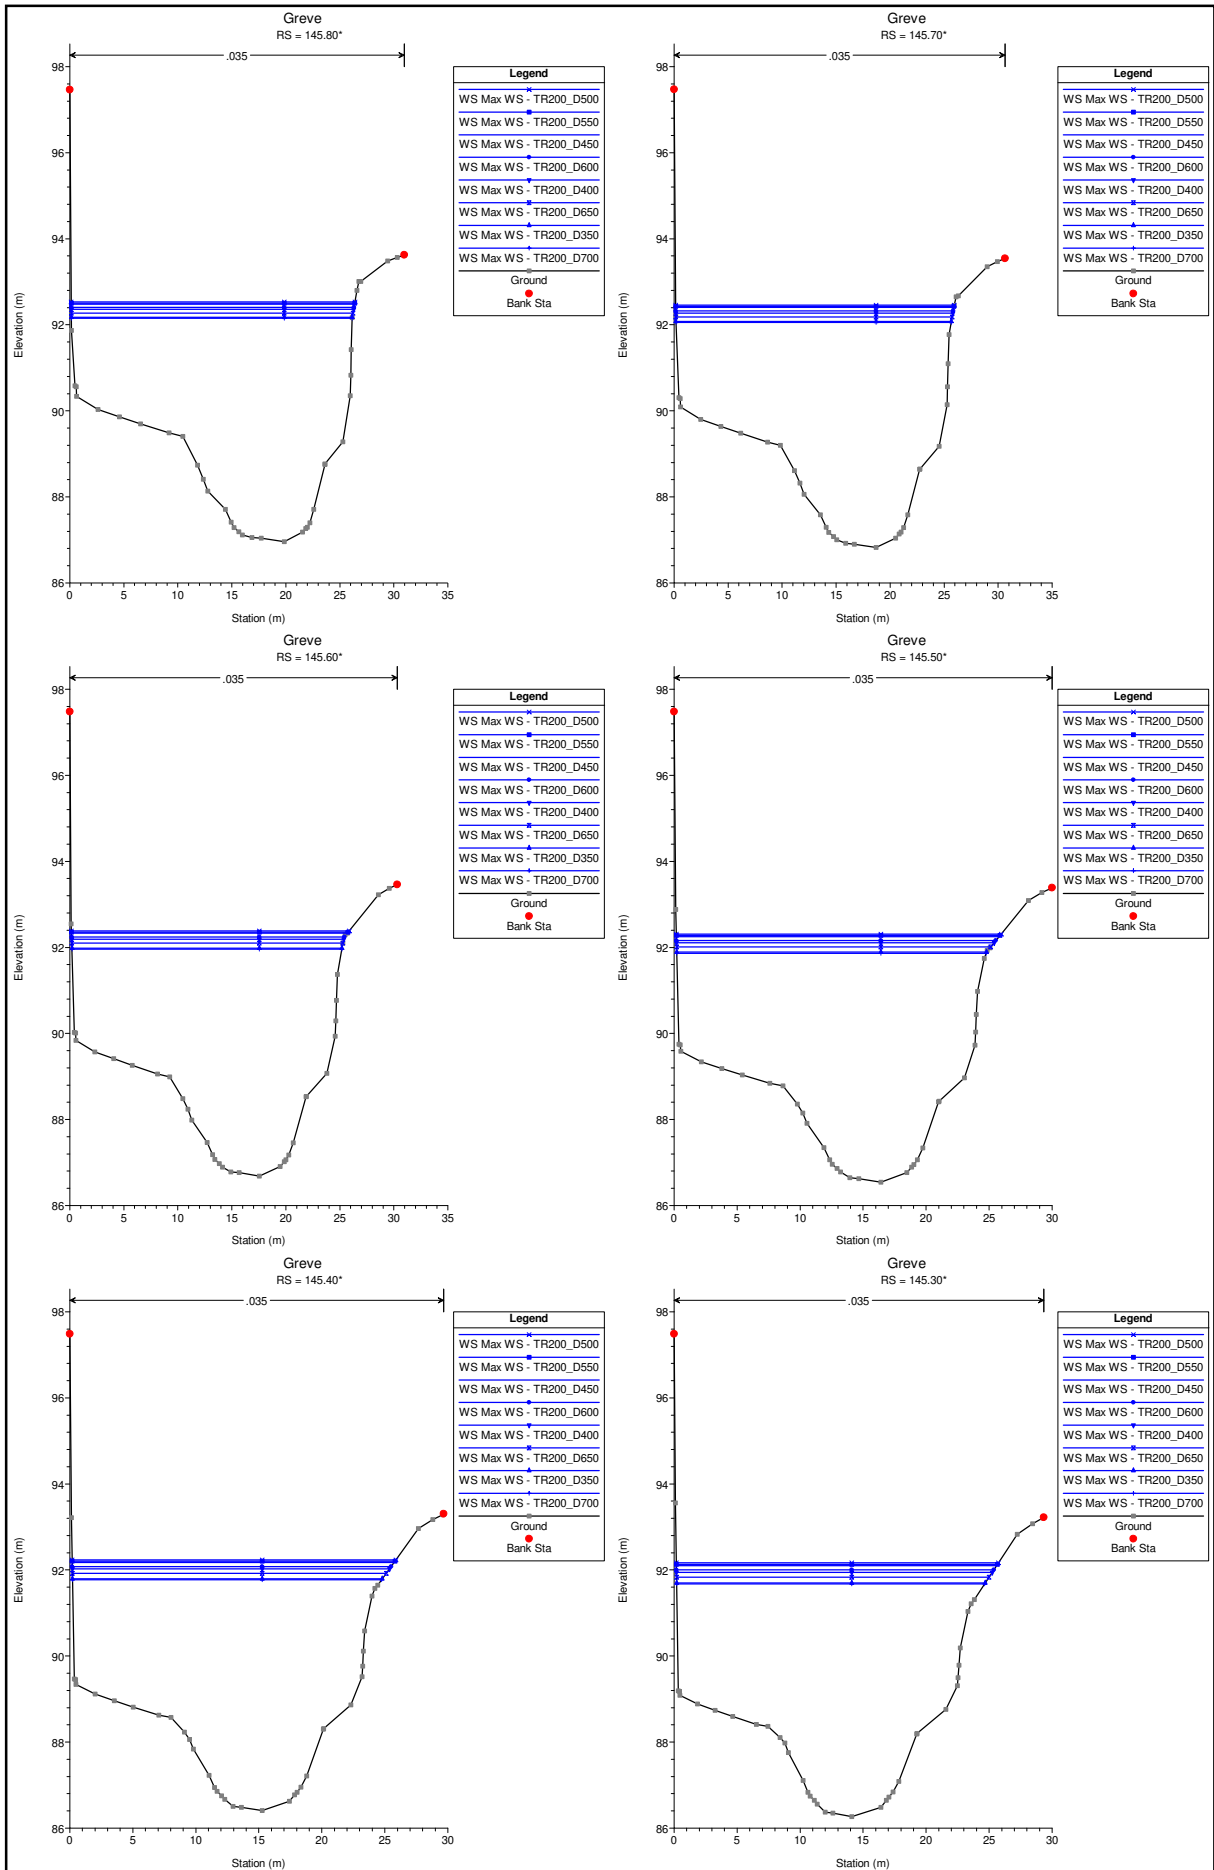 Greve
RS = 145.80*
.035
98
96
94
92
90
88
86
Elevation (m)
0 5 10 15 20 25 30 35
Station (m)
Legend
WS Max WS - TR200_D500
WS Max WS - TR200_D550
WS Max WS - TR200_D450
WS Max WS - TR200_D600
WS Max WS - TR200_D400
WS Max WS - TR200_D650
WS Max WS - TR200_D350
WS Max WS - TR200_D700
Ground
Bank Sta
Greve
RS = 145.70*
.035
98
96
94
92
90
88
86
Elevation (m)
0 5 10 15 20 25 30 35
Station (m)
Legend
WS Max WS - TR200_D500
WS Max WS - TR200_D550
WS Max WS - TR200_D450
WS Max WS - TR200_D600
WS Max WS - TR200_D400
WS Max WS - TR200_D650
WS Max WS - TR200_D350
WS Max WS - TR200_D700
Ground
Bank Sta
Greve
RS = 145.60*
.035
98
96
94
92
90
88
86
Elevation (m)
0 5 10 15 20 25 30 35
Station (m)
Legend
WS Max WS - TR200_D500
WS Max WS - TR200_D550
WS Max WS - TR200_D450
WS Max WS - TR200_D600
WS Max WS - TR200_D400
WS Max WS - TR200_D650
WS Max WS - TR200_D350
WS Max WS - TR200_D700
Ground
Bank Sta
Greve
RS = 145.50*
.035
98
96
94
92
90
88
86
Elevation (m)
0 5 10 15 20 25 30
Station (m)
Legend
WS Max WS - TR200_D500
WS Max WS - TR200_D550
WS Max WS - TR200_D450
WS Max WS - TR200_D600
WS Max WS - TR200_D400
WS Max WS - TR200_D650
WS Max WS - TR200_D350
WS Max WS - TR200_D700
Ground
Bank Sta
Greve
RS = 145.40*
.035
98
96
94
92
90
88
86
Elevation (m)
0 5 10 15 20 25 30
Station (m)
Legend
WS Max WS - TR200_D500
WS Max WS - TR200_D550
WS Max WS - TR200_D450
WS Max WS - TR200_D600
WS Max WS - TR200_D400
WS Max WS - TR200_D650
WS Max WS - TR200_D350
WS Max WS - TR200_D700
Ground
Bank Sta
Greve
RS = 145.30*
.035
98
96
94
92
90
88
86
Elevation (m)
0 5 10 15 20 25 30
Station (m)
Legend
WS Max WS - TR200_D500
WS Max WS - TR200_D550
WS Max WS - TR200_D450
WS Max WS - TR200_D600
WS Max WS - TR200_D400
WS Max WS - TR200_D650
WS Max WS - TR200_D350
WS Max WS - TR200_D700
Ground
Bank Sta